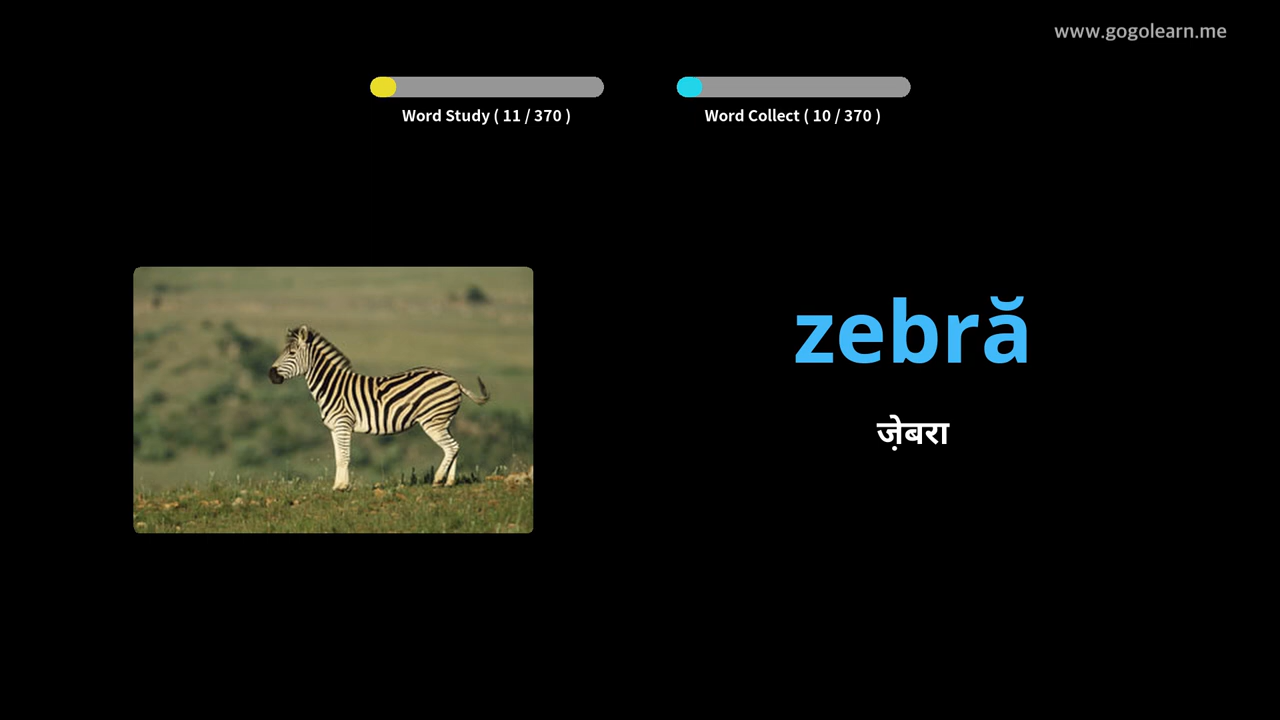 www.gogolearn.me
Word Study ( 11 / 370 )
Word Collect ( 10 / 370 )
zebră
ज़ेबरा